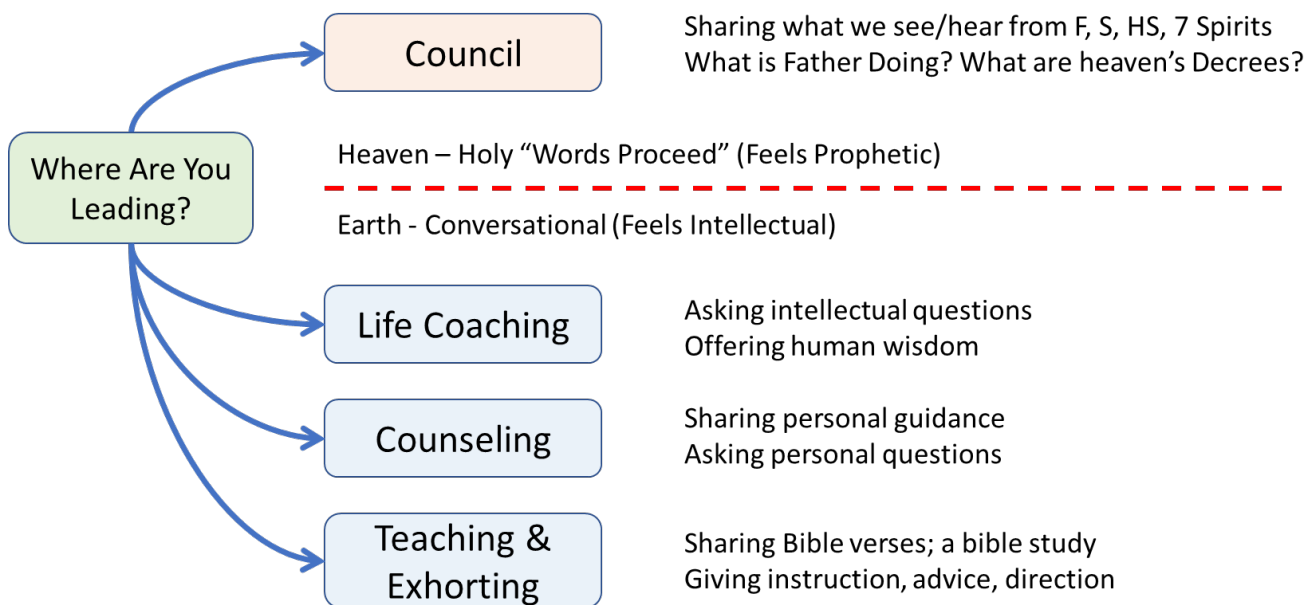 Council
Sharing what we see/hear from F, S, HS, 7 Spirits
What is Father Doing? What are heaven’s Decrees?
Where Are You
Leading?
Heaven – Holy “Words Proceed” (Feels Prophetic)
Earth - Conversational (Feels Intellectual)
Life Coaching
Asking intellectual questions
Offering human wisdom
Counseling
Sharing personal guidance
Asking personal questions
Teaching &
Exhorting
Sharing Bible verses; a bible study
Giving instruction, advice, direction